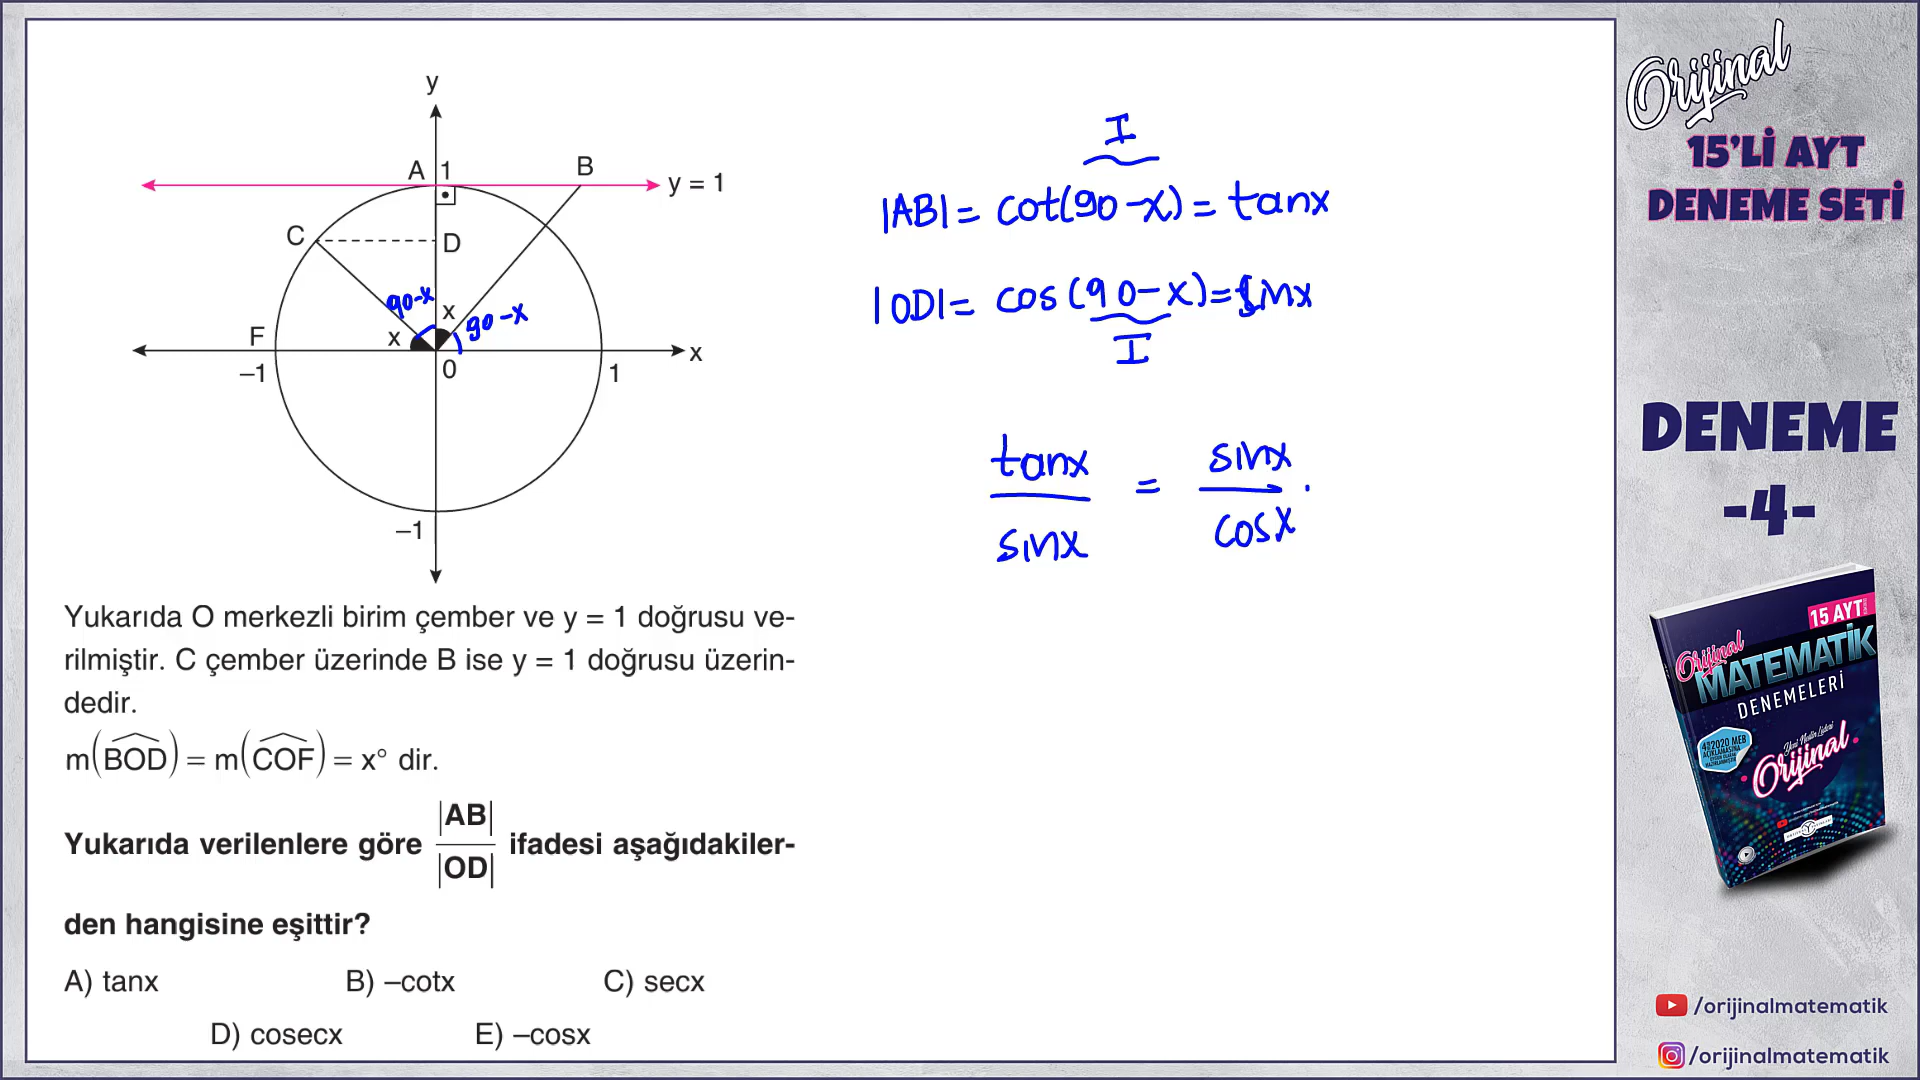 y
A 1 B
y = 1
C D
90-x x 90-x
F x
-1 0 1 x
-1
I
|AB| = cot(90-x) = tanx
|OD| = cos(90-x) = sinx
I
tanx/sinx = sinx/cosx ·
Yukarıda O merkezli birim çember ve y = 1 doğrusu ve-
rilmiştir. C çember üzerinde B ise y = 1 doğrusu üzerin-
dedir.
m(BOD) = m(COF) = x° dir.
Yukarıda verilenlere göre |AB|/|OD| ifadesi aşağıdakiler-
den hangisine eşittir?
A) tanx B) –cotx C) secx
D) cosecx E) –cosx
Orijinal
15'Lİ AYT
DENEME SETİ
DENEME
-4-
15 AYT
Orijinal
MATEMATİK
DENEMELERİ
Orijinal
/orijinalmatematik
/orijinalmatematik